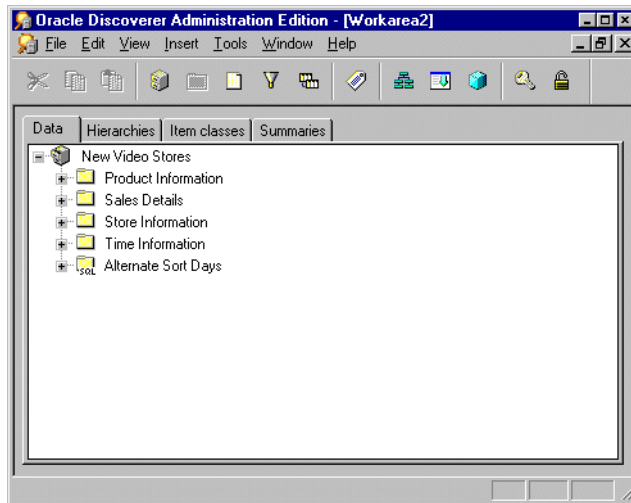 Oracle Discoverer Administration Edition - [Workarea2]
File Edit View Insert Tools Window Help
Data Hierarchies Item classes Summaries
New Video Stores
Product Information
Sales Details
Store Information
Time Information
SQL Alternate Sort Days